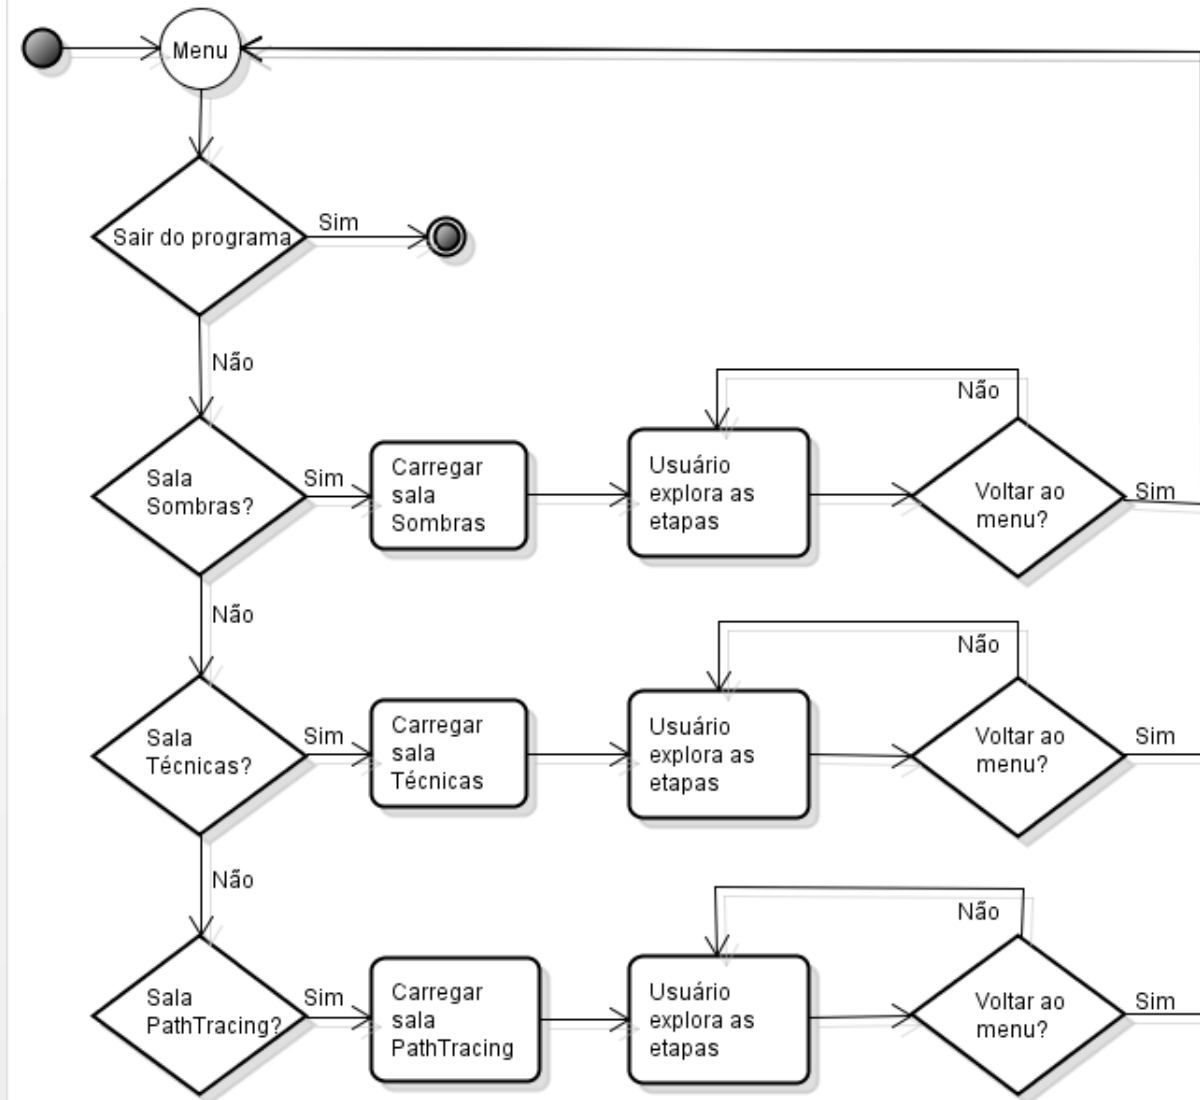 Menu
Sair do programa
Sim
Não
Sala
Sombras?
Sim
Carregar
sala
Sombras
Usuário
explora as
etapas
Não
Voltar ao
menu?
Sim
Não
Sala
Técnicas?
Sim
Carregar
sala
Técnicas
Usuário
explora as
etapas
Não
Voltar ao
menu?
Sim
Não
Sala
PathTracing?
Sim
Carregar
sala
PathTracing
Usuário
explora as
etapas
Não
Voltar ao
menu?
Sim